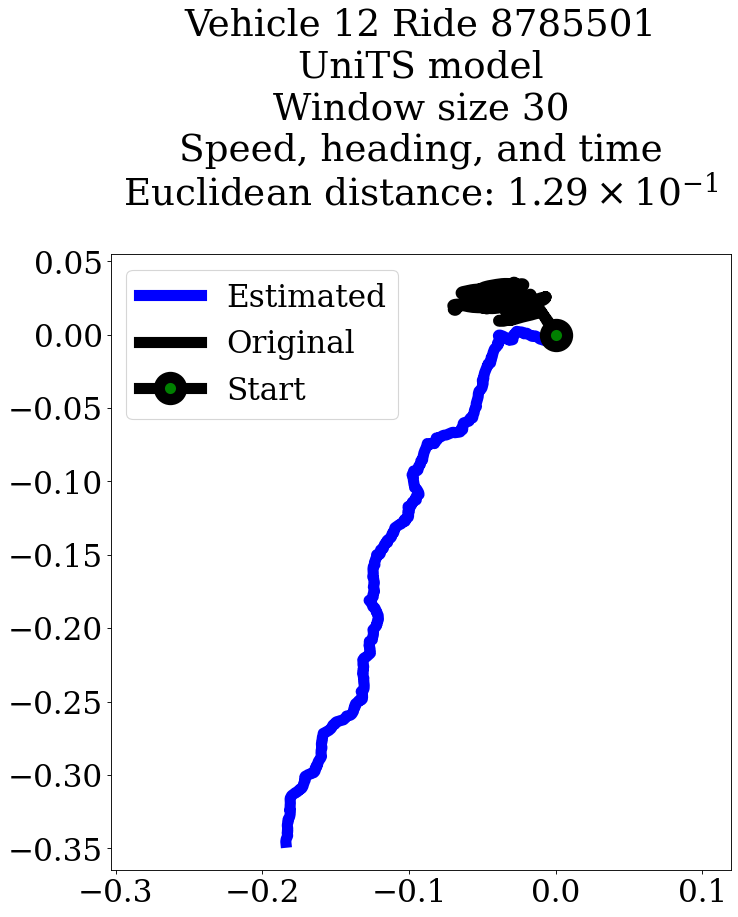 Vehicle 12 Ride 8785501
UniTS model
Window size 30
Speed, heading, and time
Euclidean distance: 1.29 × 10⁻¹
Estimated
Original
Start
0.05
0.00
−0.05
−0.10
−0.15
−0.20
−0.25
−0.30
−0.35
−0.3 −0.2 −0.1 0.0 0.1